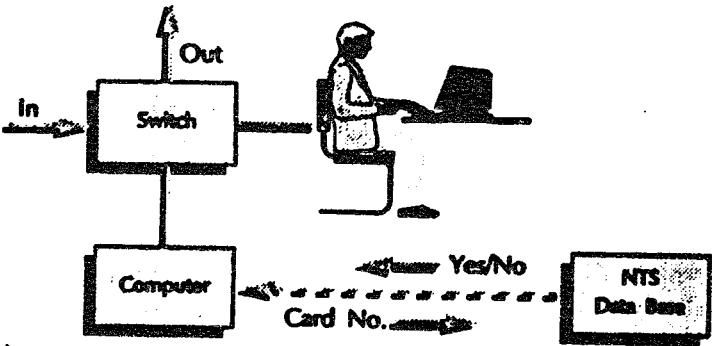 Out
In
Switch
Computer
Yes/No
Card No.
NTS
Data Base